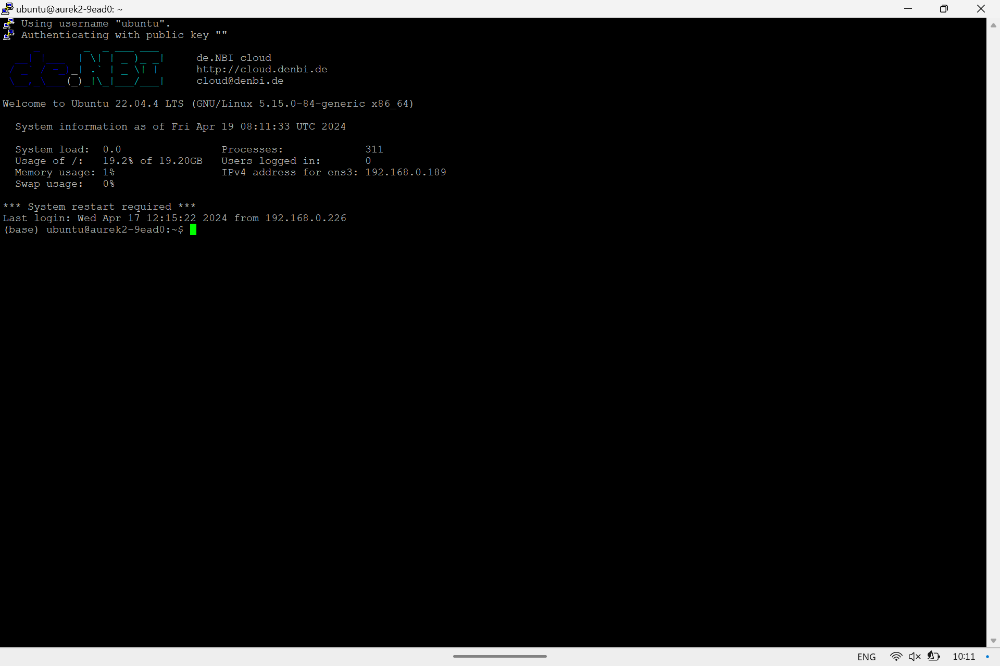 ubuntu@aurek2-9ead0: ~
Using username "ubuntu".
Authenticating with public key ""
de.NBI cloud
http://cloud.denbi.de
cloud@denbi.de
Welcome to Ubuntu 22.04.4 LTS (GNU/Linux 5.15.0-84-generic x86_64)
System information as of Fri Apr 19 08:11:33 UTC 2024
System load:  0.0                Processes:             311
Usage of /:   19.2% of 19.20GB   Users logged in:       0
Memory usage: 1%                 IPv4 address for ens3: 192.168.0.189
Swap usage:   0%
*** System restart required ***
Last login: Wed Apr 17 12:15:22 2024 from 192.168.0.226
(base) ubuntu@aurek2-9ead0:~$
ENG 10:11